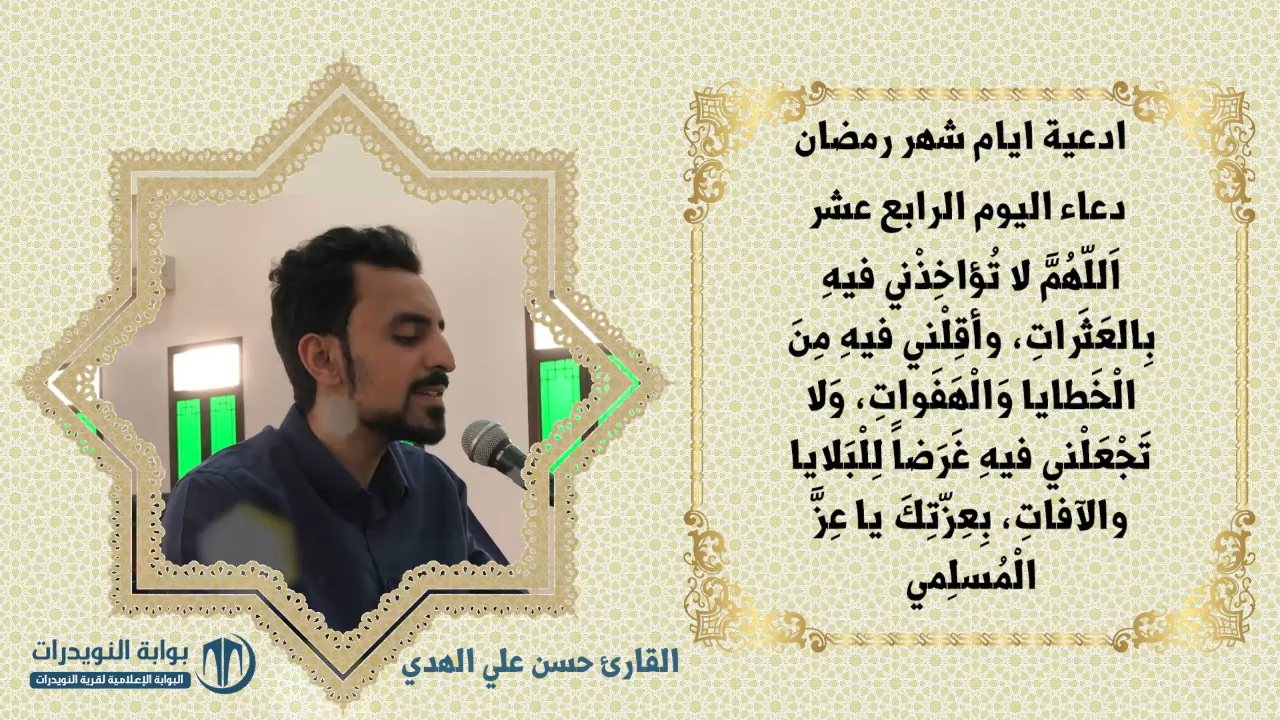 ادعية ايام شهر رمضان
دعاء اليوم الرابع عشر
اَللّهُمَّ لا تُؤاخِذْني فيهِ
بِالعَثَراتِ، وأقِلْني فيهِ مِنَ
الْخَطايا وَالْهَفَواتِ، وَلا
تَجْعَلْني فيهِ غَرَضاً لِلْبَلايا
والآفاتِ، بِعِزّتِكَ يا عِزَّ
الْمُسلِمي
القارئ حسن علي الهدي
بوابة النويدرات
البوابة الإعلامية لقرية النويدرات